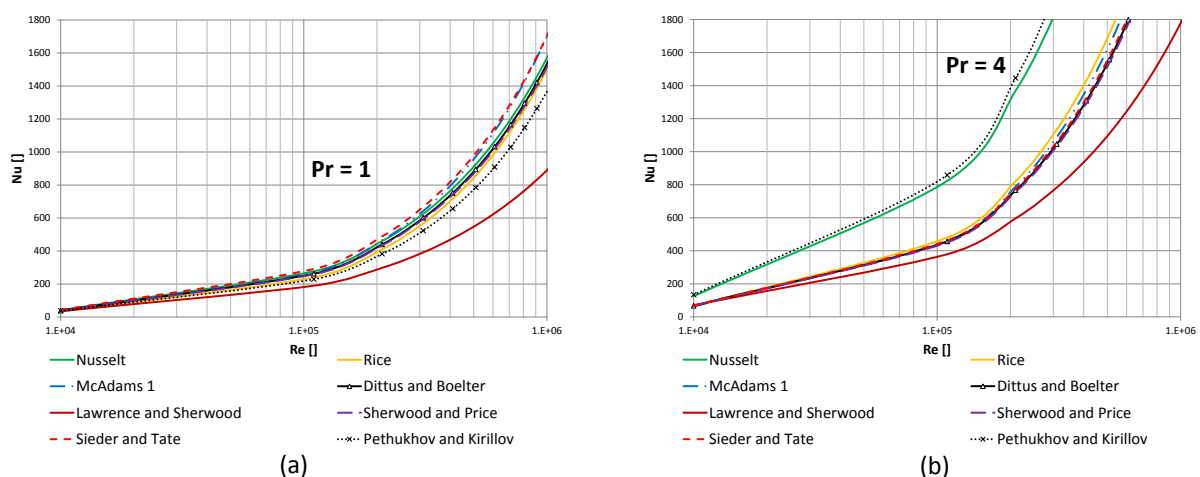 1800
1600
1400
1200
1000
800
600
400
200
0
Nu []
Pr = 1
1.E+04
1.E+05
1.E+06
Re []
Nusselt
Rice
McAdams 1
Dittus and Boelter
Lawrence and Sherwood
Sherwood and Price
Sieder and Tate
Pethukhov and Kirillov
(a)
1800
1600
1400
1200
1000
800
600
400
200
0
Nu []
Pr = 4
1.E+04
1.E+05
1.E+06
Re []
Nusselt
Rice
McAdams 1
Dittus and Boelter
Lawrence and Sherwood
Sherwood and Price
Sieder and Tate
Pethukhov and Kirillov
(b)